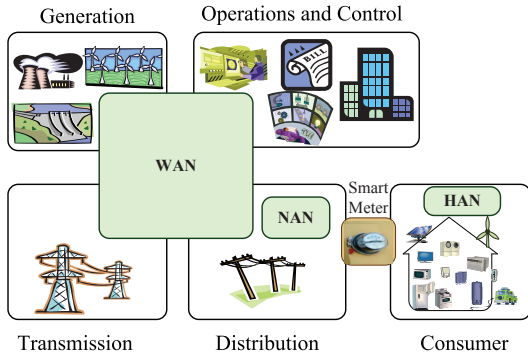 Generation
Operations and Control
BILL
WAN
Smart
Meter
NAN
HAN
Transmission
Distribution
Consumer